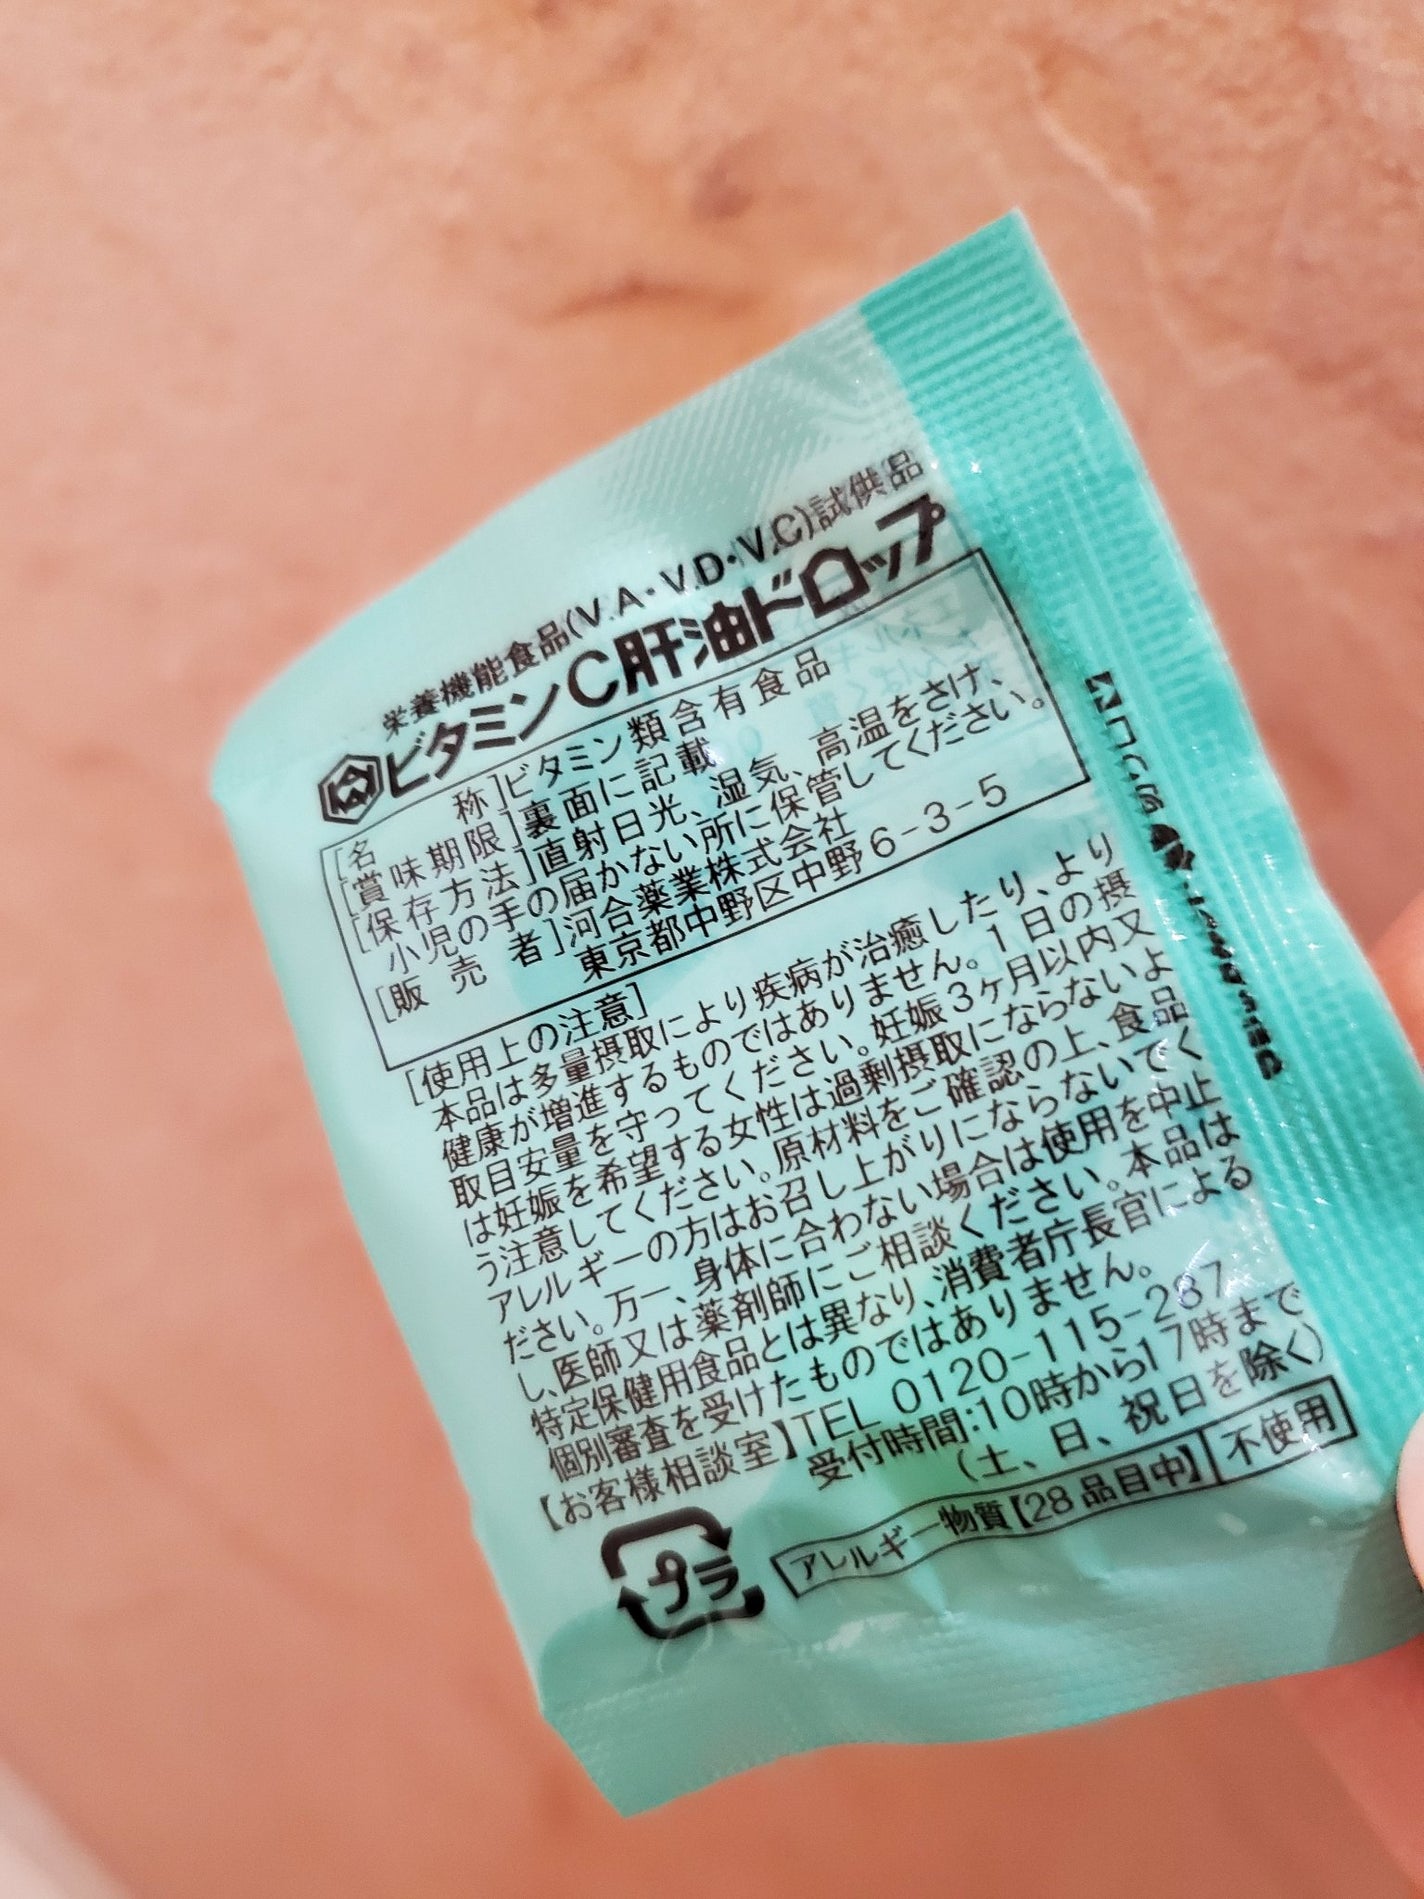 栄養機能食品(V.A・V.D・V.C)試供品
ビタミンC肝油ドロップ
[名称]ビタミン類含有食品
[賞味期限]裏面に記載
[保存方法]直射日光、湿気、高温をさけ、
小児の手の届かない所に保管してください。
[販売者]河合薬業株式会社
東京都中野区中野6-3-5
[使用上の注意]
本品は多量摂取により疾病が治癒したり、より
健康が増進するものではありません。1日の摂
取目安量を守ってください。妊娠3ヶ月以内又
は妊娠を希望する女性は過剰摂取にならないよ
う注意してください。原材料をご確認の上、食品
アレルギーの方はお召し上がりにならないでく
ださい。万一、身体に合わない場合は使用を中止
し、医師又は薬剤師にご相談ください。本品は
特定保健用食品とは異なり、消費者庁長官による
個別審査を受けたものではありません。
【お客様相談室】TEL 0120-115-287
受付時間:10時から17時まで
(土、日、祝日を除く)
プラ
アレルギー物質【28品目中】 不使用